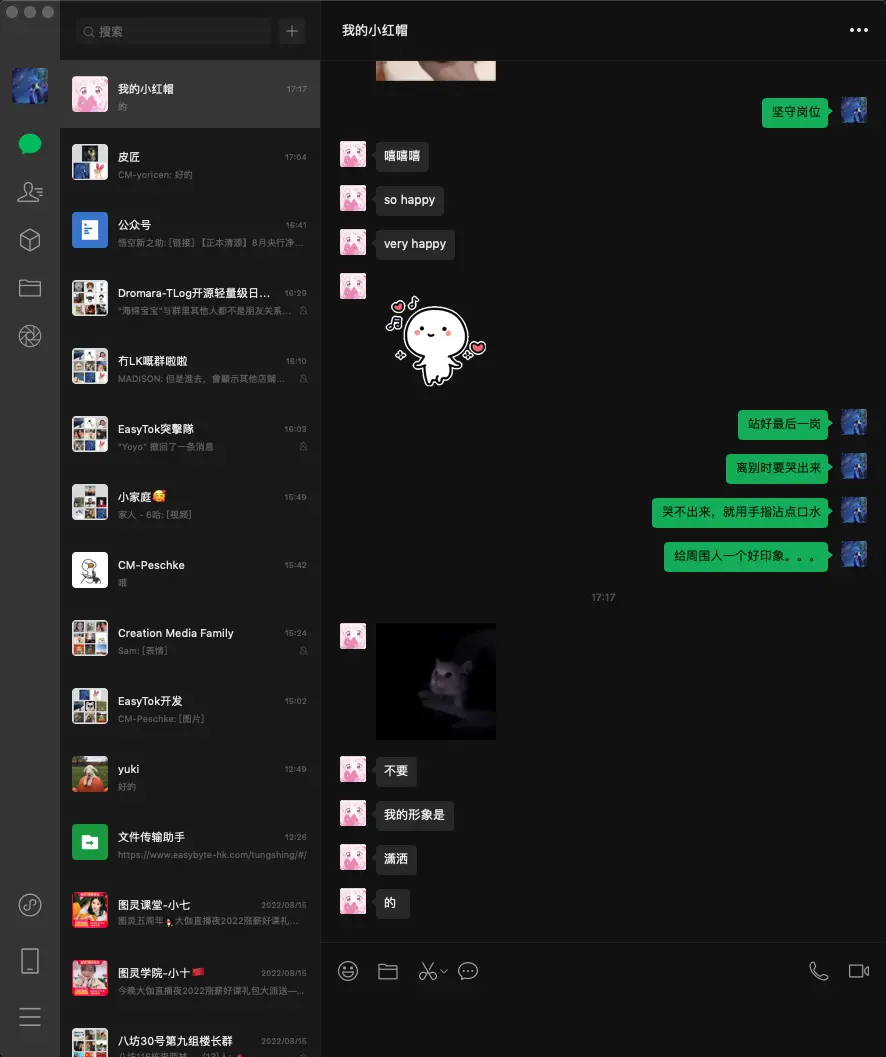 搜索
我的小红帽
17:17
的
皮匠
17:04
CM-yoricen: 好的
公众号
16:41
悟空新之助: [链接] 【正本清源】8月央行净...
Dromara-TLog开源轻量级日...
16:29
"海绵宝宝"与群里其他人都不是朋友关系...
冇LK嘅群啦啦
16:10
MADISON: 但是進去，會顯示其他店鋪...
EasyTok突擊隊
16:03
"Yoyo" 撤回了一条消息
小家庭🥰
15:49
家人 - 6哈: [视频]
CM-Peschke
15:42
哦
Creation Media Family
15:24
Sam: [表情]
EasyTok开发
15:02
CM-Peschke: [图片]
yuki
12:49
好的
文件传输助手
12:26
https://www.easybyte-hk.com/tungshing/#/
图灵课堂-小七
2022/08/15
图灵五周年💃大伽直播夜2022涨薪好课礼...
图灵学院-小十🇨🇳
2022/08/15
今晚大伽直播夜2022涨薪好课礼包大派送—...
八坊30号第九组楼长群
2022/08/15
我的小红帽
坚守岗位
嘻嘻嘻
so happy
very happy
站好最后一岗
离别时要哭出来
哭不出来，就用手指沾点口水
给周围人一个好印象。。。
17:17
不要
我的形象是
潇洒
的